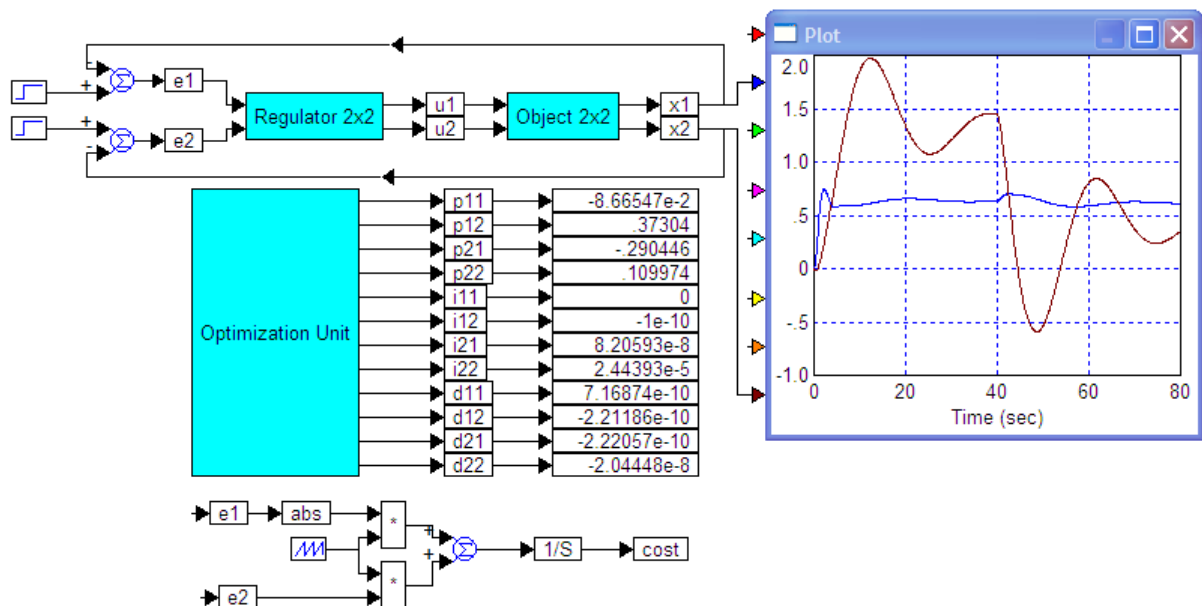 Plot
- 
+
Σ
e1
+
Σ
-
e2
Regulator 2x2
u1
u2
Object 2x2
x1
x2
2.0
1.5
1.0
.5
0
-.5
-1.0
0
20
40
60
80
Time (sec)
Optimization Unit
p11
-8.66547e-2
p12
.37304
p21
-.290446
p22
.109974
i11
0
i12
-1e-10
i21
8.20593e-8
i22
2.44393e-5
d11
7.16874e-10
d12
-2.21186e-10
d21
-2.22057e-10
d22
-2.04448e-8
e1
abs
*
+
+
Σ
1/S
cost
e2
*